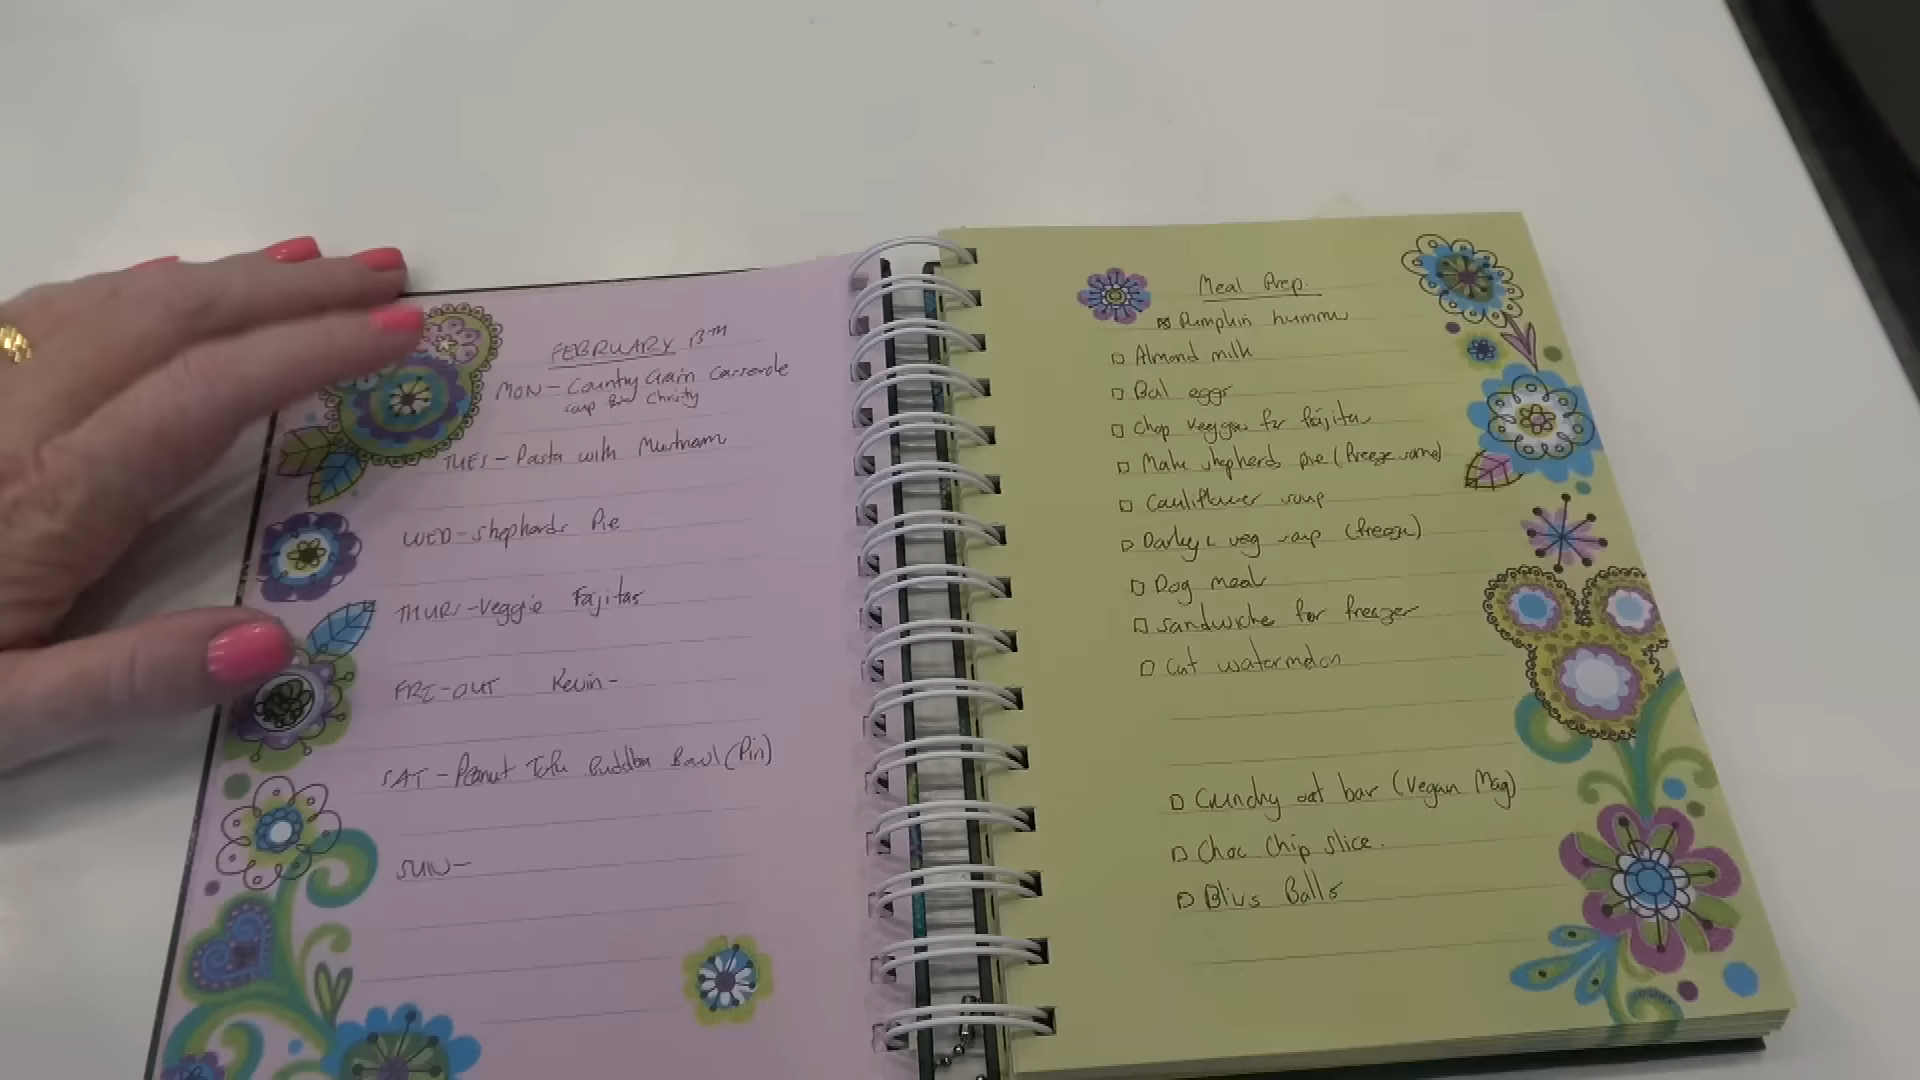 FEBRUARY 13TH
MON - Country Grain Casserole
soup for Christy
TUES - Pasta with Mushroom
WED - Shepherds Pie
THURS - Veggie Fajitas
FRI - OUT Kevin -
SAT - Peanut Tofu Buddha Bowl (Pin)
SUN -
Meal Prep
Pumpkin hummus
Almond milk
Boil eggs
Chop veggies for fajitas
Make shepherds pie (freeze some)
Cauliflower soup
Barley & veg soup (freeze)
Dog meal
Sandwiches for freezer
Cut watermelon
Crunchy oat bar (Vegan Mag)
Choc Chip slice.
Bliss Balls